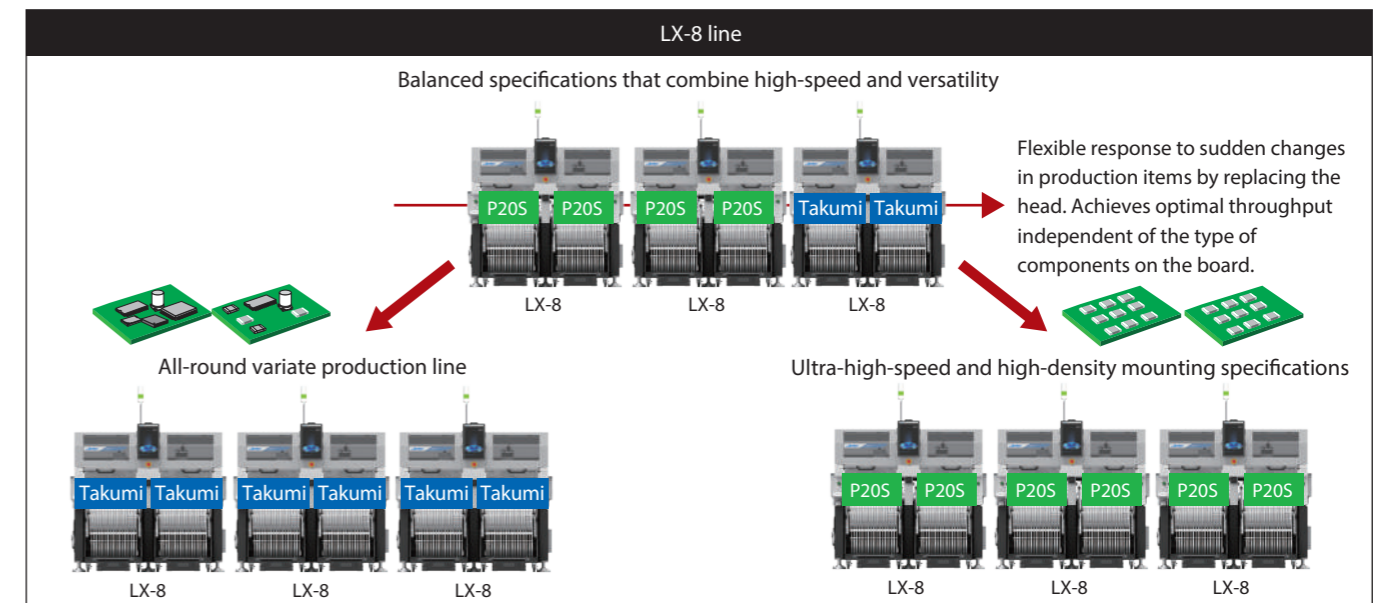 LX-8 line
Balanced specifications that combine high-speed and versatility
Flexible response to sudden changes
in production items by replacing the
head. Achieves optimal throughput
independent of the type of
components on the board.
P20S P20S P20S P20S Takumi Takumi
LX-8 LX-8 LX-8
All-round variate production line
Takumi Takumi Takumi Takumi Takumi Takumi
LX-8 LX-8 LX-8
Ultra-high-speed and high-density mounting specifications
P20S P20S P20S P20S P20S P20S
LX-8 LX-8 LX-8